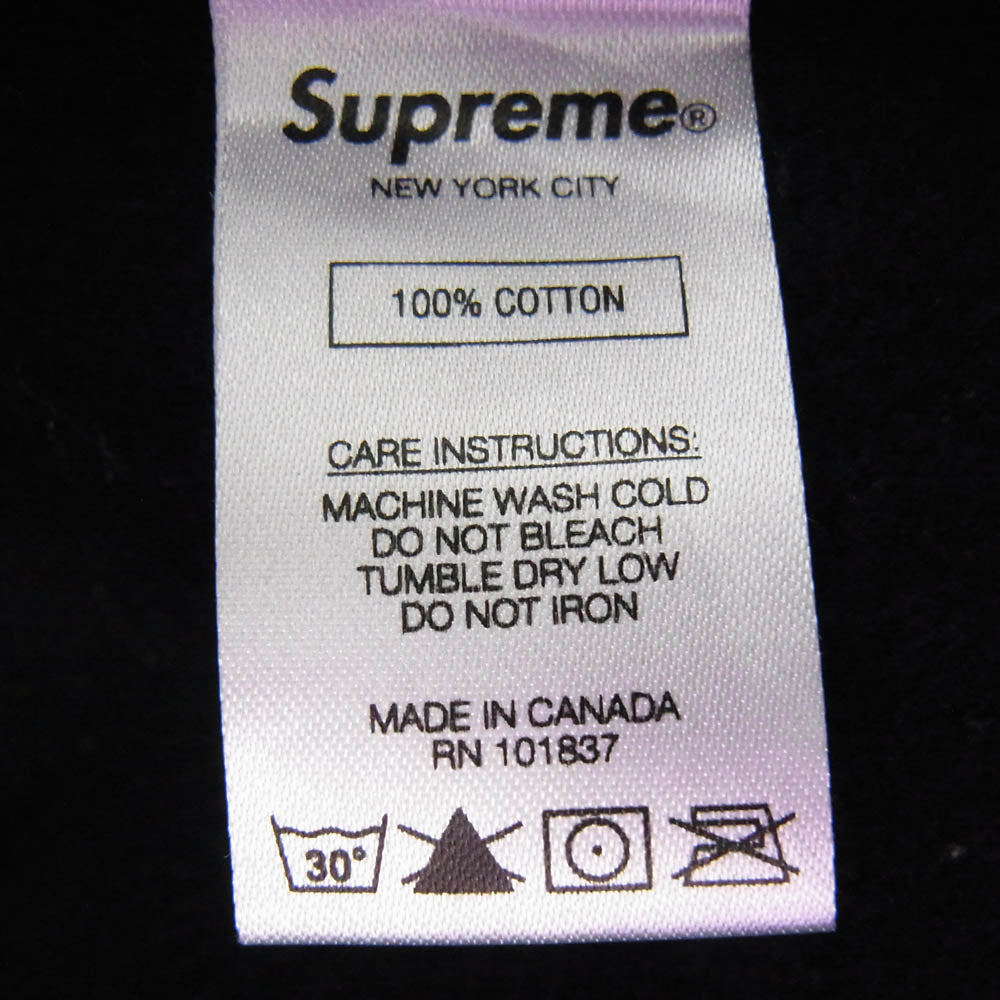 Supreme®
NEW YORK CITY
100% COTTON
CARE INSTRUCTIONS:
MACHINE WASH COLD
DO NOT BLEACH
TUMBLE DRY LOW
DO NOT IRON
MADE IN CANADA
RN 101837
30°